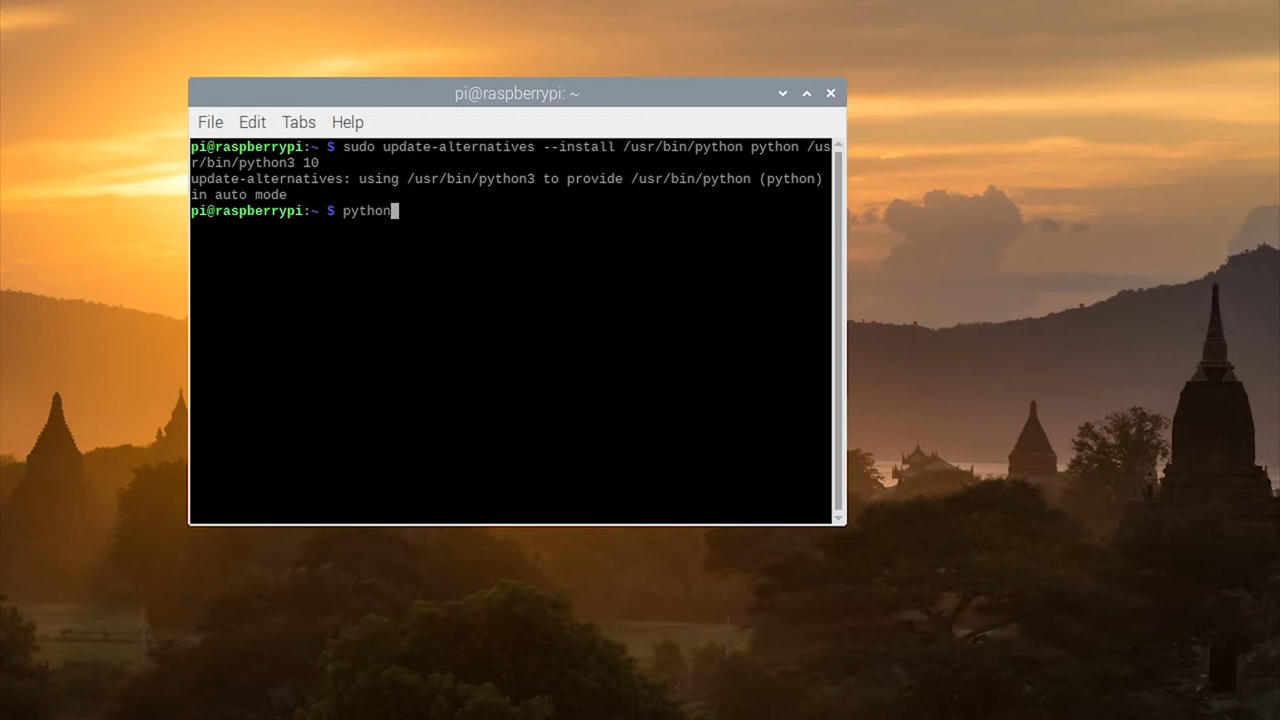 pi@raspberrypi: ~
File Edit Tabs Help
pi@raspberrypi:~ $ sudo update-alternatives --install /usr/bin/python python /us
r/bin/python3 10
update-alternatives: using /usr/bin/python3 to provide /usr/bin/python (python)
in auto mode
pi@raspberrypi:~ $ python